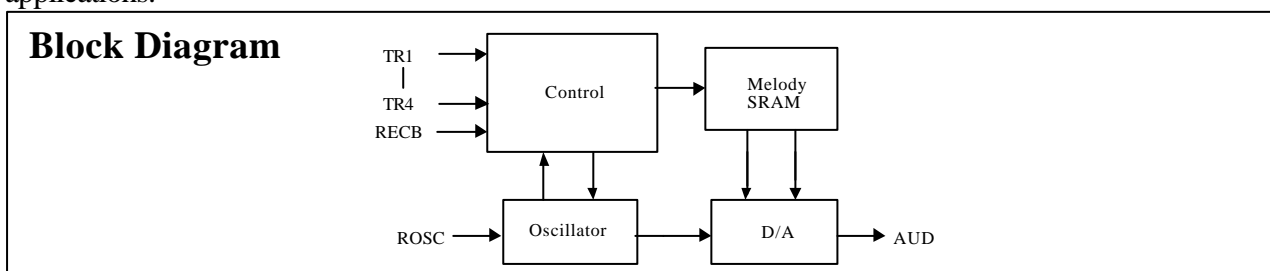 applications.
Block Diagram
TR1
TR4
RECB
Control
Melody
SRAM
ROSC
Oscillator
D/A
AUD